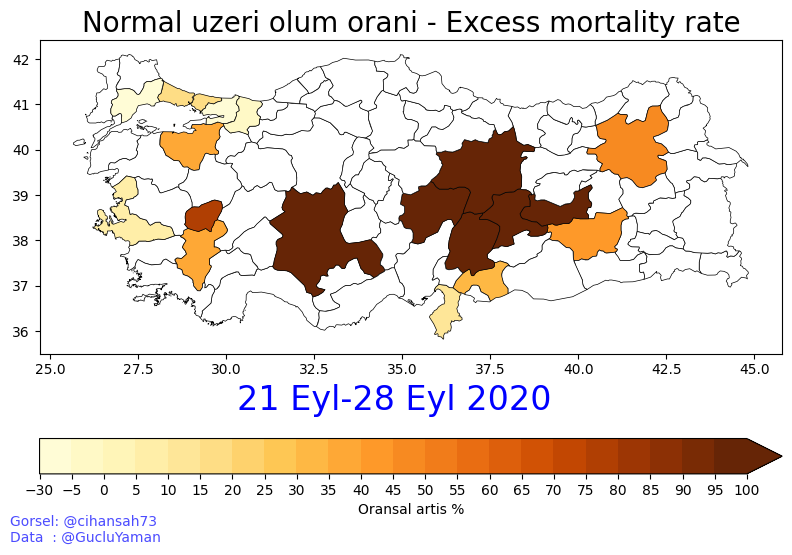 Normal uzeri olum orani - Excess mortality rate
42
41
40
39
38
37
36
25.0 27.5 30.0 32.5 35.0 37.5 40.0 42.5 45.0
21 Eyl-28 Eyl 2020
−30 −5 0 5 10 15 20 25 30 35 40 45 50 55 60 65 70 75 80 85 90 95 100
Oransal artis %
Gorsel: @cihansah73
Data : @GucluYaman